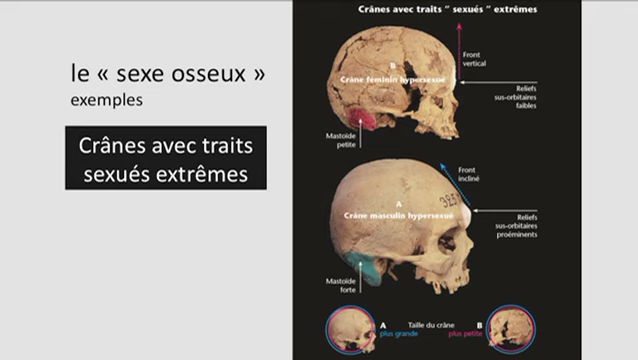 le « sexe osseux »
exemples
Crânes avec traits
sexués extrêmes
Crânes avec traits " sexués " extrêmes
Front
vertical
B
Crâne féminin hypersexué
Reliefs
sus-orbitaires
faibles
Mastoïde
petite
Front
incliné
A
Crâne masculin hypersexué
Reliefs
sus-orbitaires
proéminents
Mastoïde
forte
A
plus grande
Taille du crâne
B
plus petite